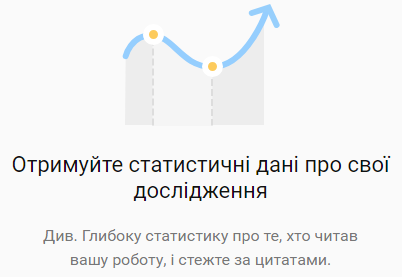 Отримуйте статистичні дані про свої
дослідження
Див. Глибоку статистику про те, хто читав
вашу роботу, і стежте за цитатами.